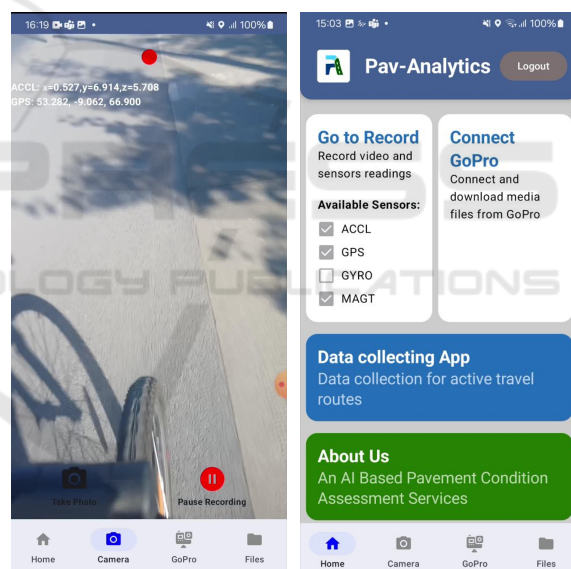 16:19
100%
ACCL: x=0.527,y=6.914,z=5.708
GPS: 53.282, -9.062, 66.900
Take Photo
Pause Recording
Home
Camera
GoPro
Files
15:03
100%
Pav-Analytics
Logout
Go to Record
Record video and
sensors readings
Available Sensors:
ACCL
GPS
GYRO
MAGT
Connect
GoPro
Connect and
download media
files from GoPro
Data collecting App
Data collection for active travel
routes
About Us
An AI Based Pavement Condition
Assessment Services
Home
Camera
GoPro
Files
PUBLICATIONS